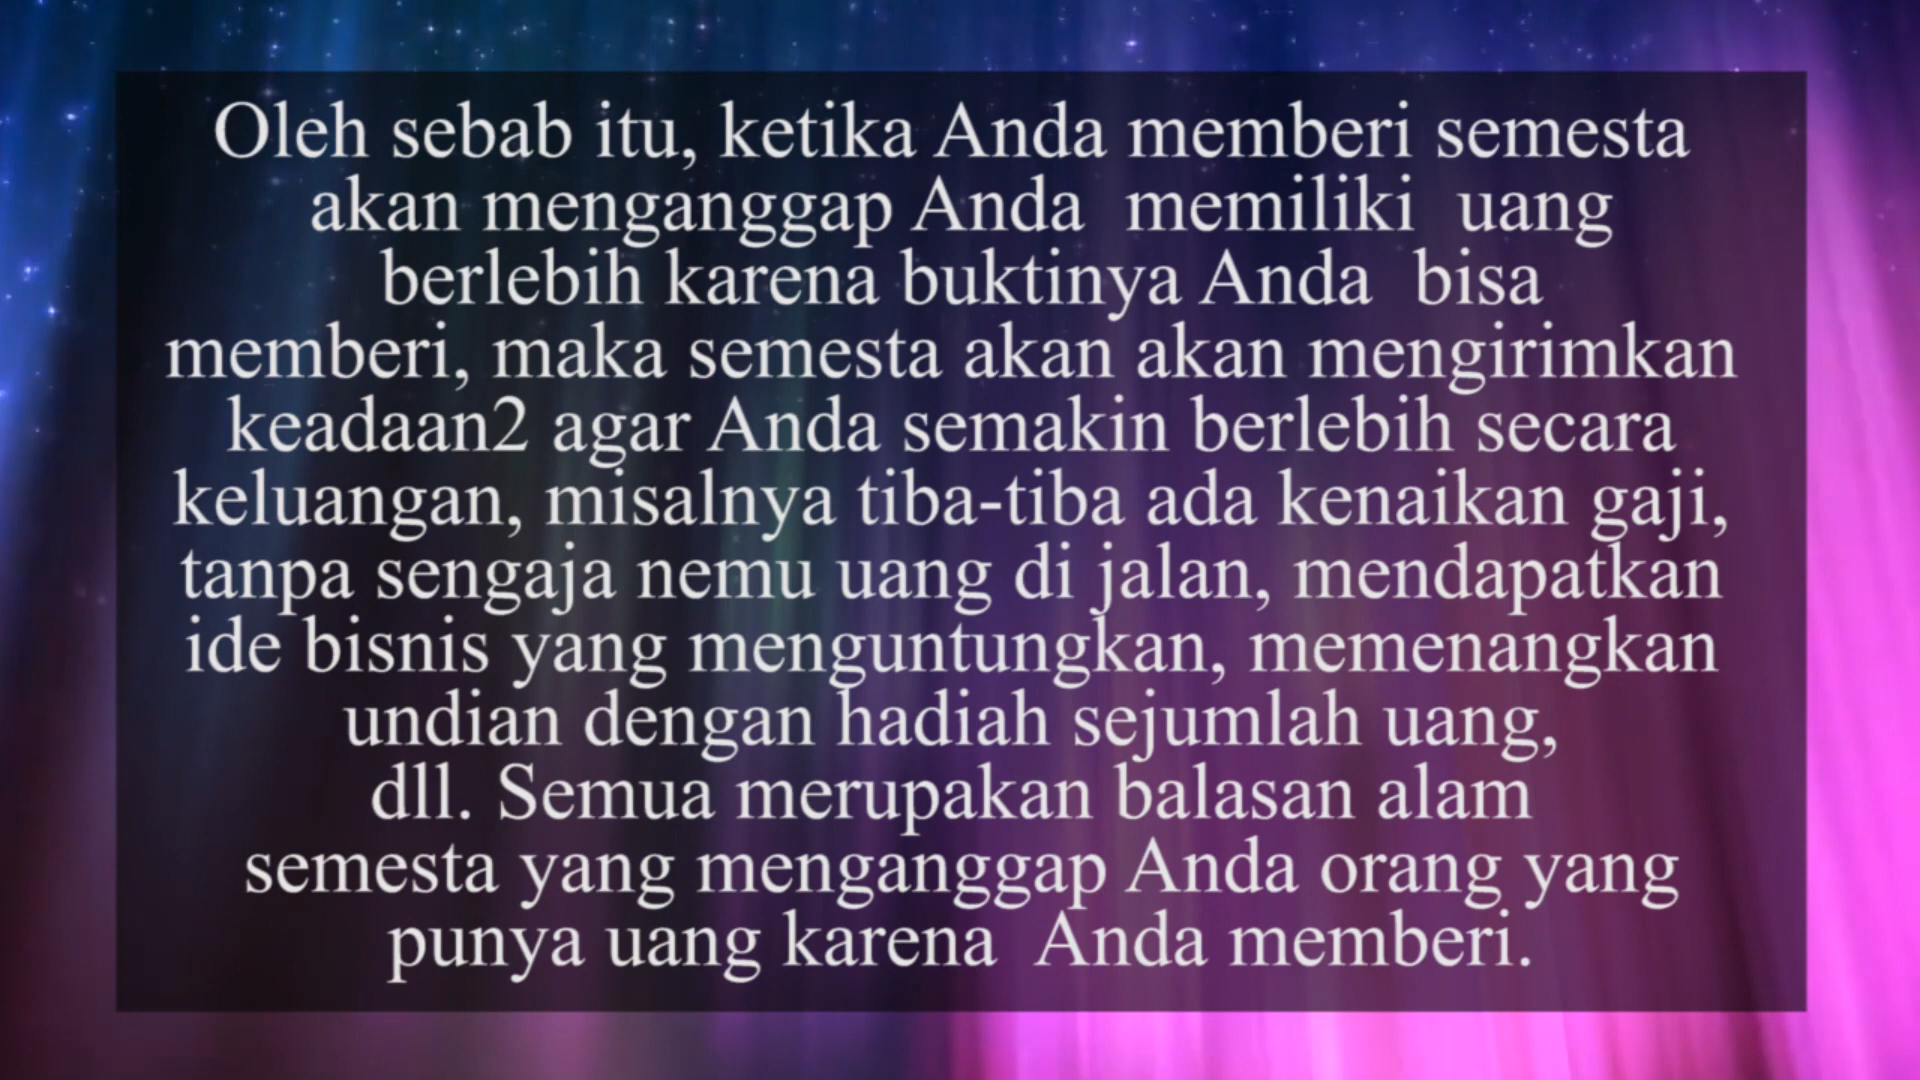 Oleh sebab itu, ketika Anda memberi semesta
akan menganggap Anda  memiliki  uang
berlebih karena buktinya Anda  bisa
memberi, maka semesta akan akan mengirimkan
keadaan2 agar Anda semakin berlebih secara
keluangan, misalnya tiba-tiba ada kenaikan gaji,
tanpa sengaja nemu uang di jalan, mendapatkan
ide bisnis yang menguntungkan, memenangkan
undian dengan hadiah sejumlah uang,
dll. Semua merupakan balasan alam
semesta yang menganggap Anda orang yang
punya uang karena  Anda memberi.